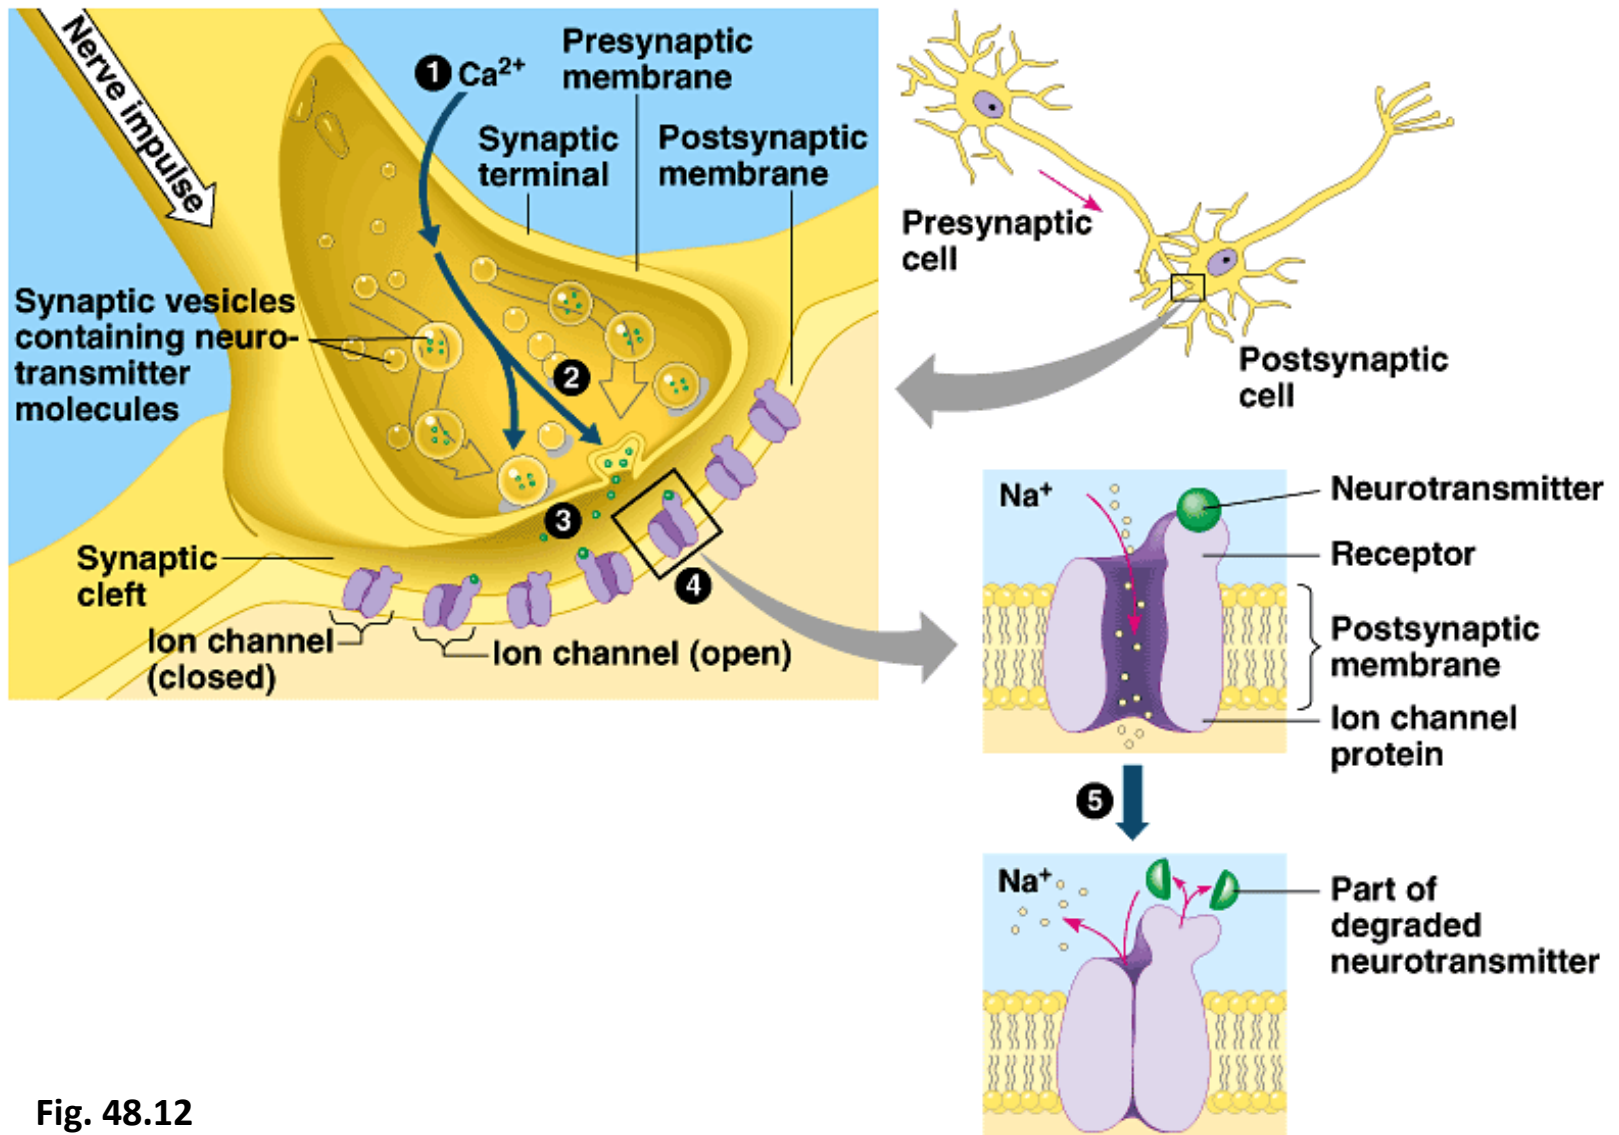 Nerve impulse
1 Ca²⁺
Presynaptic
membrane
Synaptic
terminal
Postsynaptic
membrane
Synaptic vesicles
containing neuro-
transmitter
molecules
2
3
4
Synaptic
cleft
Ion channel
(closed)
Ion channel (open)
Presynaptic
cell
Postsynaptic
cell
Na⁺
Neurotransmitter
Receptor
Postsynaptic
membrane
Ion channel
protein
5
Na⁺
Part of
degraded
neurotransmitter
Fig. 48.12